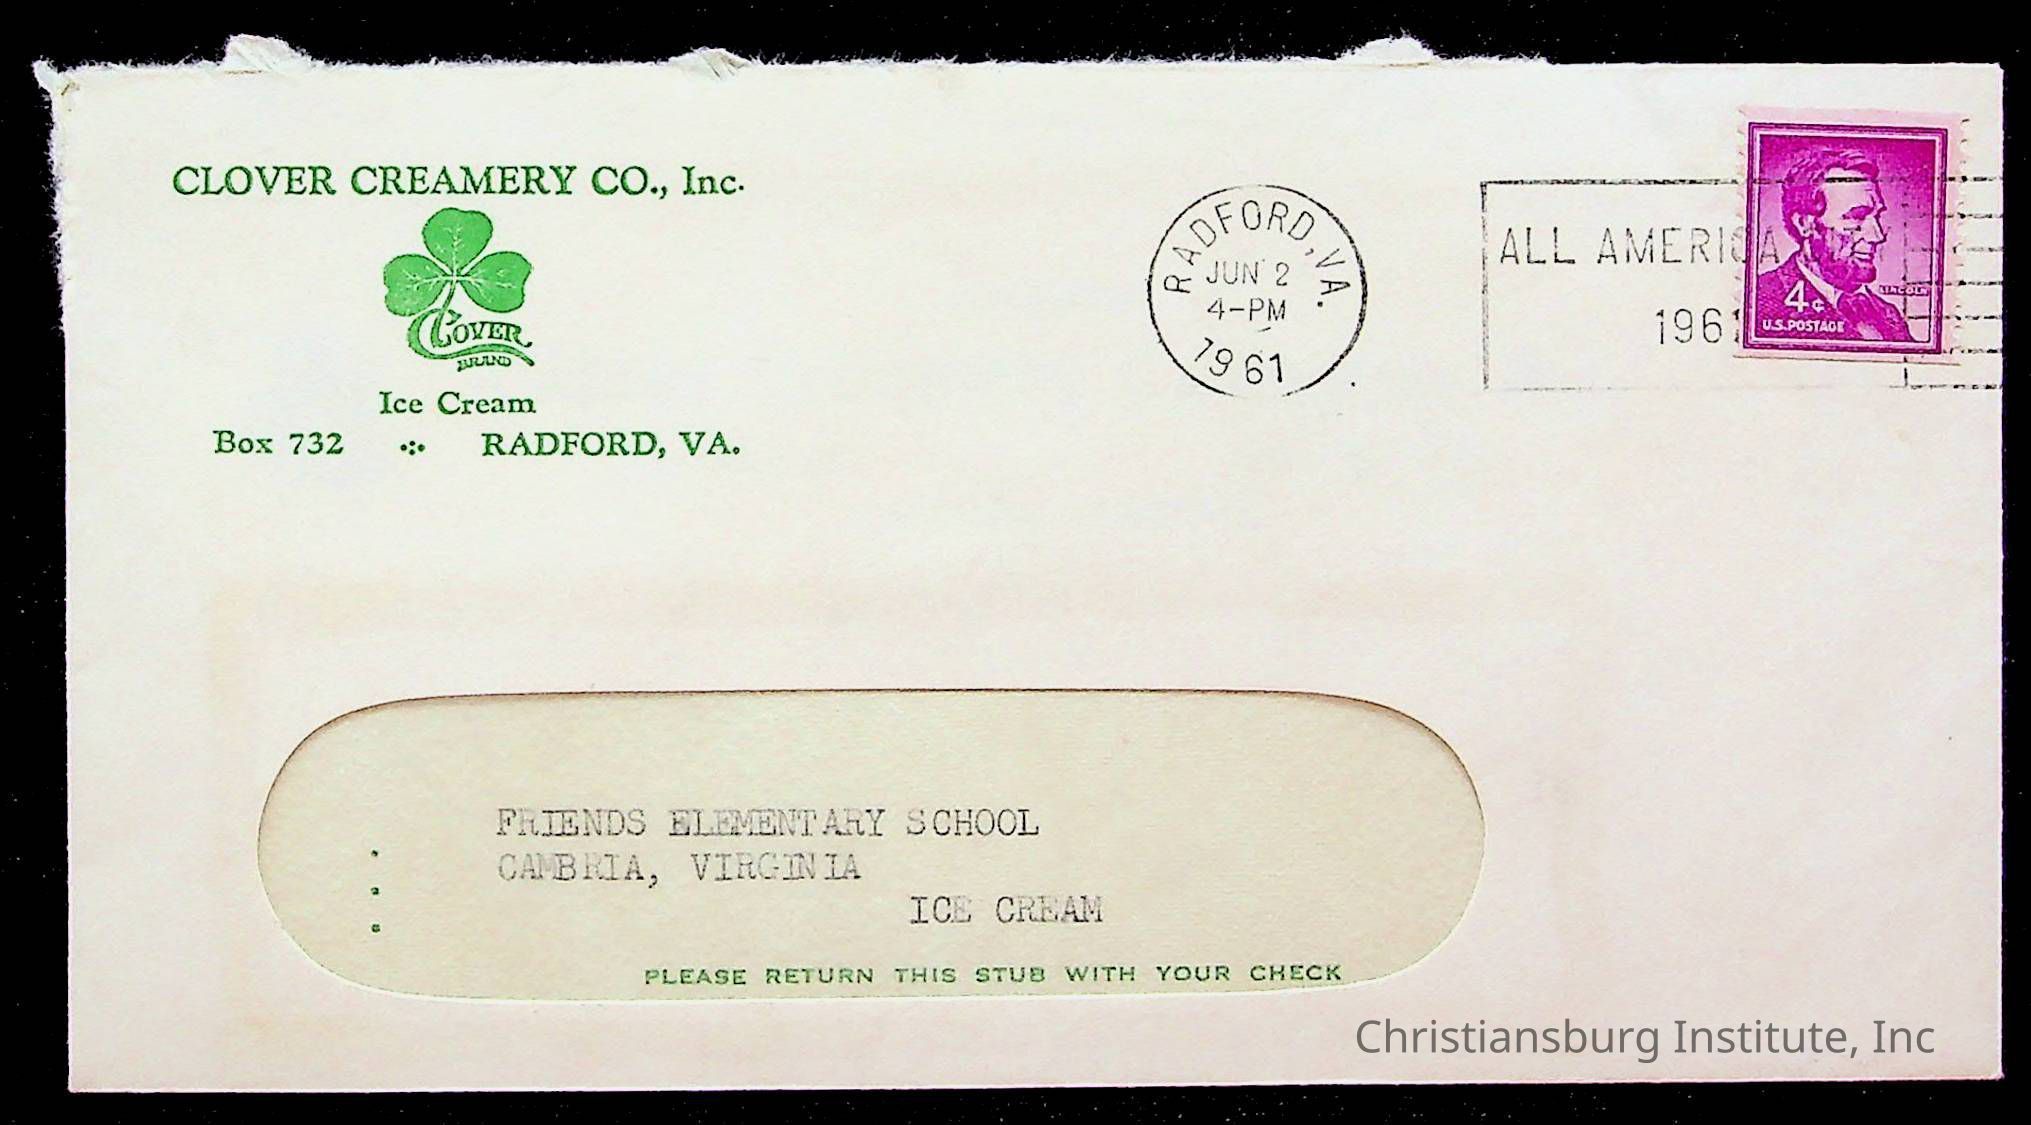 CLOVER CREAMERY CO., Inc.
CLOVER
BRAND
Ice Cream
Box 732 RADFORD, VA.
RADFORD, VA.
JUN 2
4-PM
1961
ALL AMERICA
196
LINCOLN
4¢
U.S. POSTAGE
FRIENDS ELEMENTARY SCHOOL
CAMBRIA, VIRGINIA
ICE CREAM
PLEASE RETURN THIS STUB WITH YOUR CHECK
Christiansburg Institute, Inc